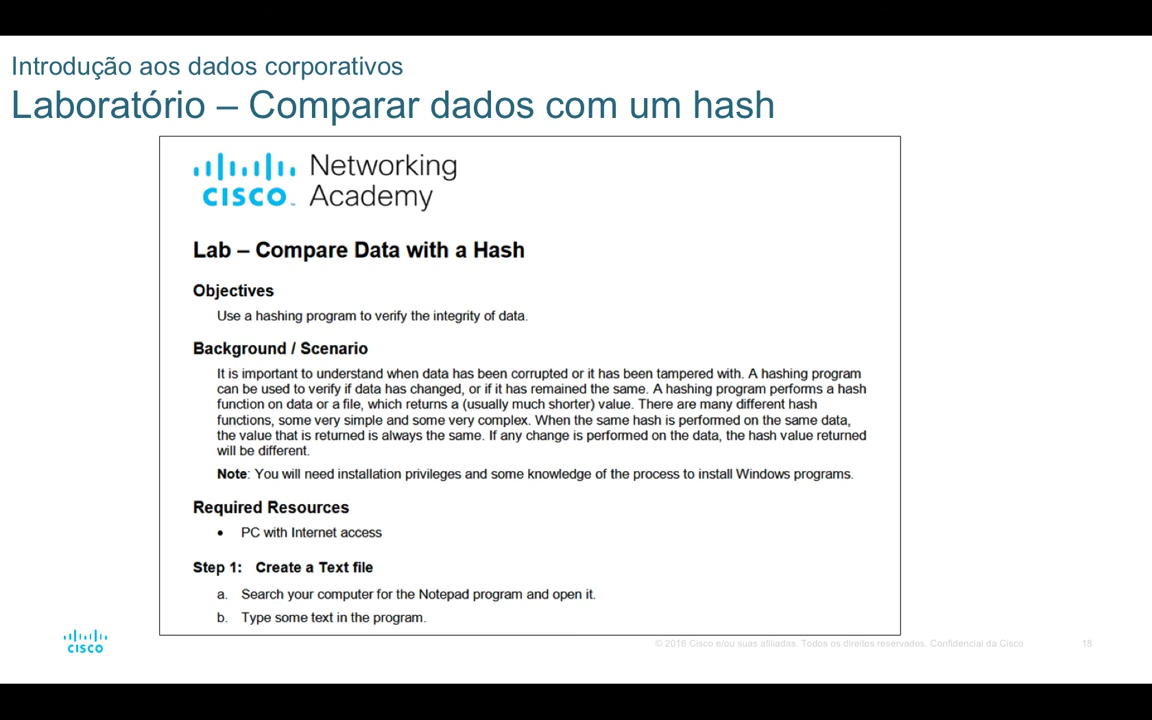 Introdução aos dados corporativos
Laboratório – Comparar dados com um hash
CISCO™
Networking
Academy
Lab – Compare Data with a Hash
Objectives
Use a hashing program to verify the integrity of data.
Background / Scenario
It is important to understand when data has been corrupted or it has been tampered with. A hashing program
can be used to verify if data has changed, or if it has remained the same. A hashing program performs a hash
function on data or a file, which returns a (usually much shorter) value. There are many different hash
functions, some very simple and some very complex. When the same hash is performed on the same data,
the value that is returned is always the same. If any change is performed on the data, the hash value returned
will be different.
Note: You will need installation privileges and some knowledge of the process to install Windows programs.
Required Resources
• PC with Internet access
Step 1: Create a Text file
a. Search your computer for the Notepad program and open it.
b. Type some text in the program.
CISCO
© 2016 Cisco e/ou suas afiliadas. Todos os direitos reservados. Confidencial da Cisco 18